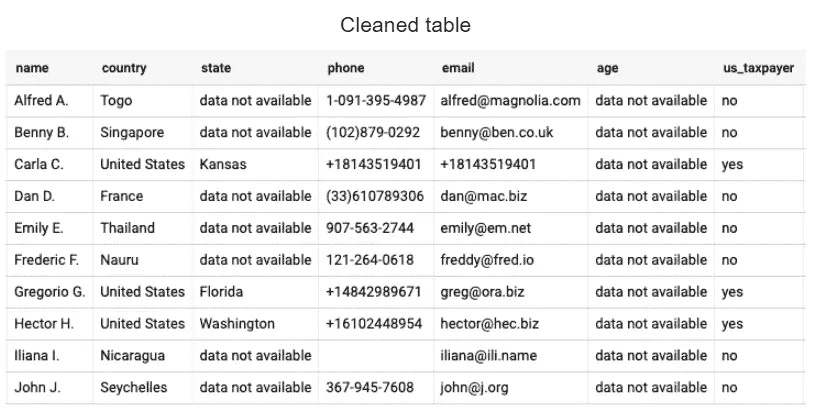 Cleaned table
name country state phone email age us_taxpayer
Alfred A. Togo data not available 1-091-395-4987 alfred@magnolia.com data not available no
Benny B. Singapore data not available (102)879-0292 benny@ben.co.uk data not available no
Carla C. United States Kansas +18143519401 +18143519401 data not available yes
Dan D. France data not available (33)610789306 dan@mac.biz data not available no
Emily E. Thailand data not available 907-563-2744 emily@em.net data not available no
Frederic F. Nauru data not available 121-264-0618 freddy@fred.io data not available no
Gregorio G. United States Florida +14842989671 greg@ora.biz data not available yes
Hector H. United States Washington +16102448954 hector@hec.biz data not available yes
Iliana I. Nicaragua data not available iliana@ili.name data not available no
John J. Seychelles data not available 367-945-7608 john@j.org data not available no